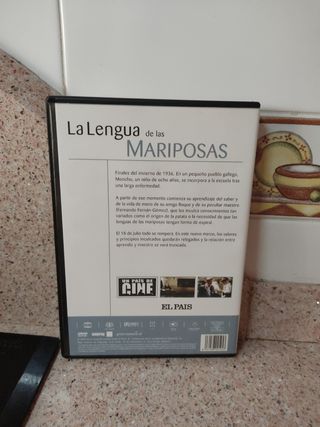 La Lengua de las
MARIPOSAS
Finales del invierno de 1936. En un pequeño pueblo gallego,
Moncho, un niño de ocho años, se incorpora a la escuela tras
una larga enfermedad.
A partir de ese momento comienza su aprendizaje del saber y
de la vida de mano de su amigo Roque y de su peculiar maestro
(Fernando Fernán Gómez), que les inculca conocimientos tan
variados como el origen de la patata o la necesidad de que las
lenguas de las mariposas tengan forma de espiral.
El 18 de julio todo se rompera. En este nuevo marco, los valores
y principios inculcados quedarán relegados y la relación entre
aprendiz y maestro se verá truncada.
UN PAÍS DE
CINE
EL PAIS